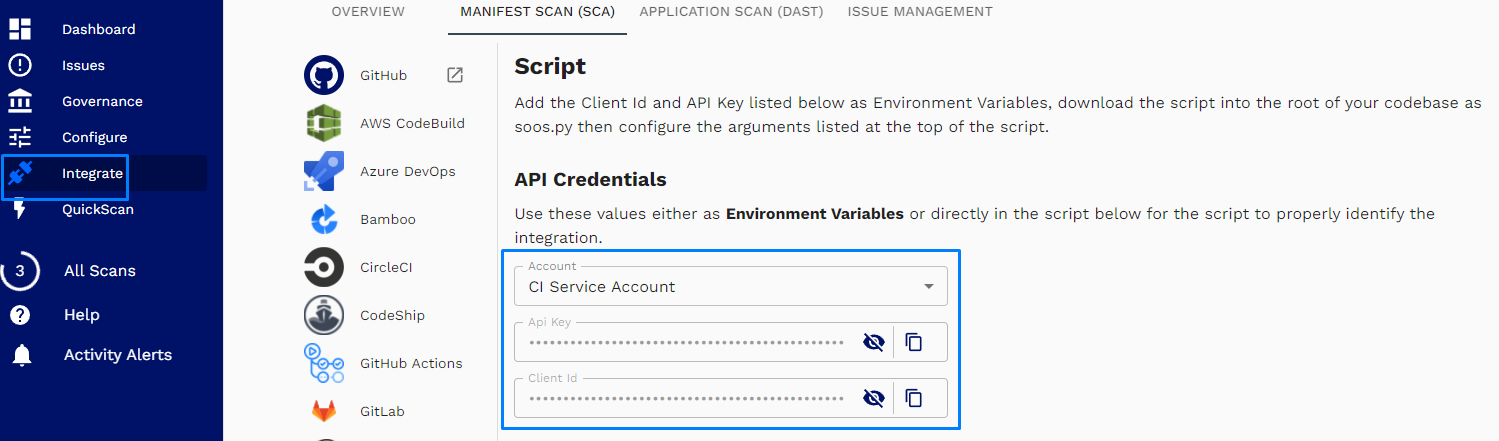 Dashboard
Issues
Governance
Configure
Integrate
QuickScan
3
All Scans
Help
Activity Alerts
OVERVIEW
MANIFEST SCAN (SCA)
APPLICATION SCAN (DAST)
ISSUE MANAGEMENT
GitHub
AWS CodeBuild
Azure DevOps
Bamboo
CircleCI
CodeShip
GitHub Actions
GitLab
Script
Add the Client Id and API Key listed below as Environment Variables, download the script into the root of your codebase as
soos.py then configure the arguments listed at the top of the script.
API Credentials
Use these values either as Environment Variables or directly in the script below for the script to properly identify the
integration.
Account
CI Service Account
Api Key
Client Id